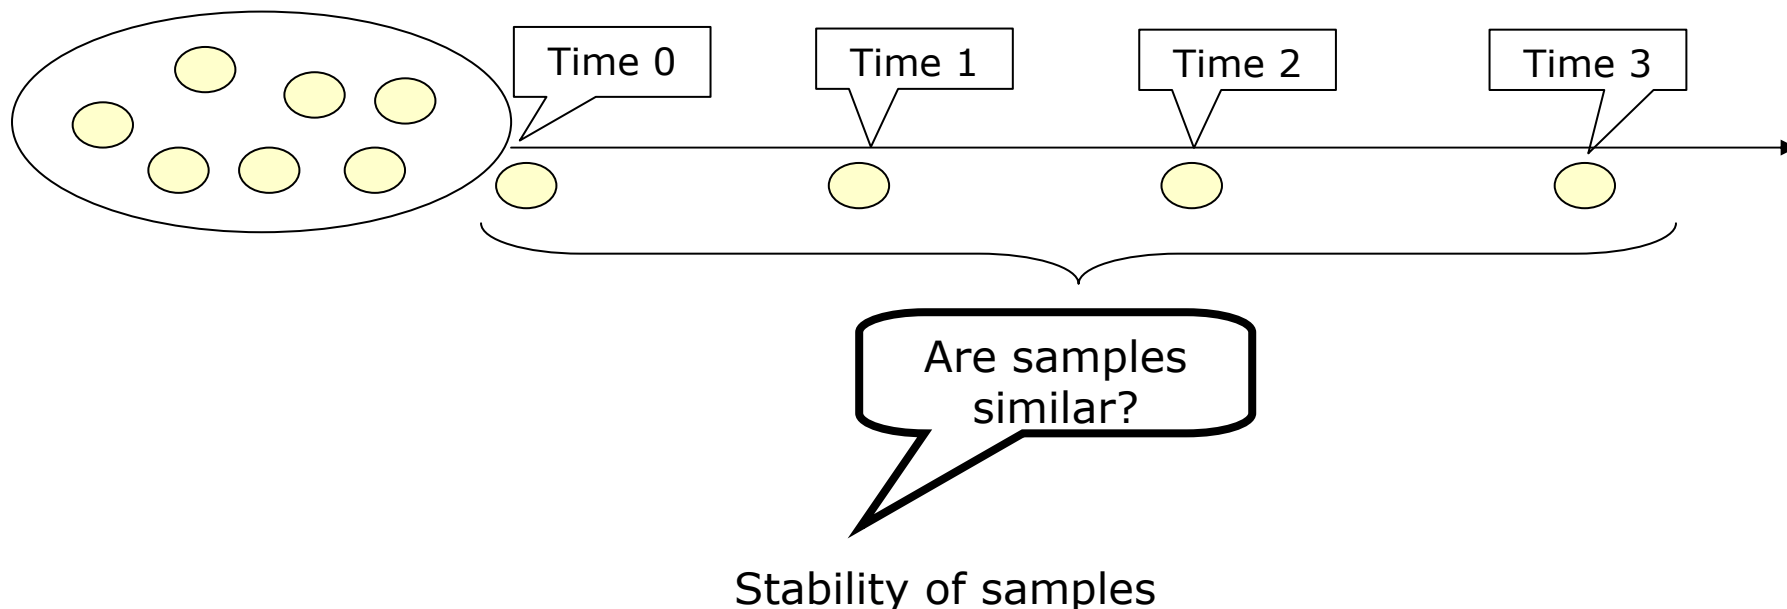 Time 0
Time 1
Time 2
Time 3
Are samples
similar?
Stability of samples